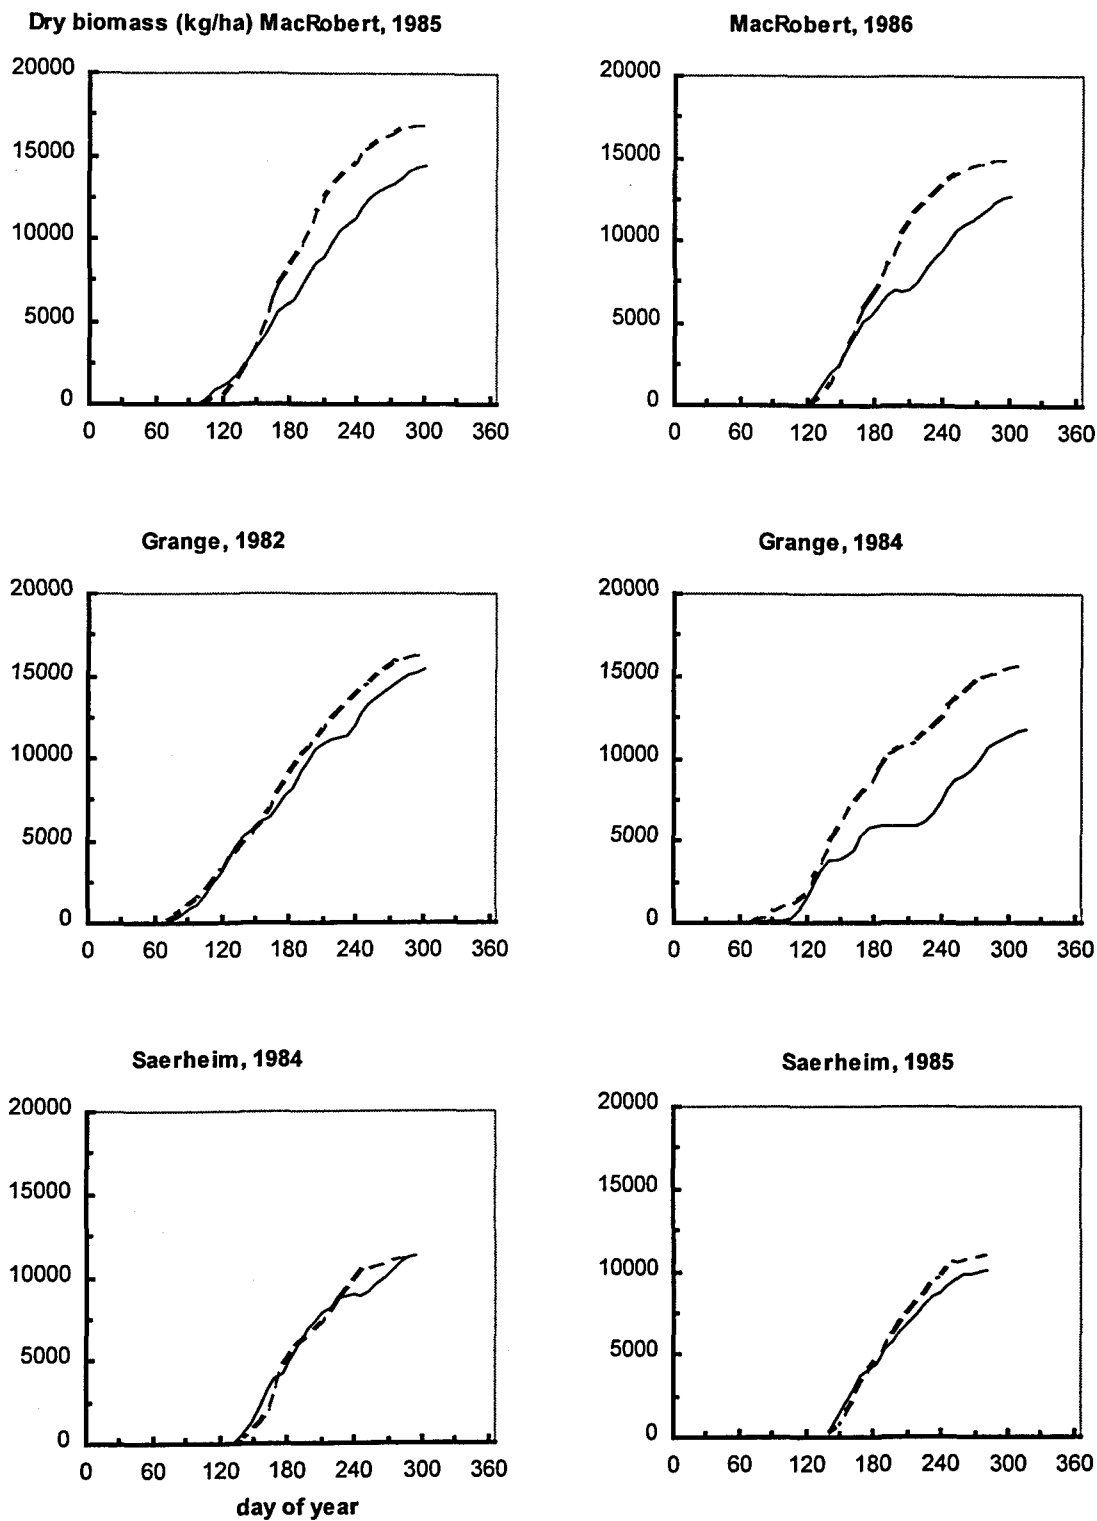 Dry biomass (kg/ha) MacRobert, 1985
20000
15000
10000
5000
0
0 60 120 180 240 300 360
MacRobert, 1986
20000
15000
10000
5000
0
0 60 120 180 240 300 360
Grange, 1982
20000
15000
10000
5000
0
0 60 120 180 240 300 360
Grange, 1984
20000
15000
10000
5000
0
0 60 120 180 240 300 360
Saerheim, 1984
20000
15000
10000
5000
0
0 60 120 180 240 300 360
day of year
Saerheim, 1985
20000
15000
10000
5000
0
0 60 120 180 240 300 360